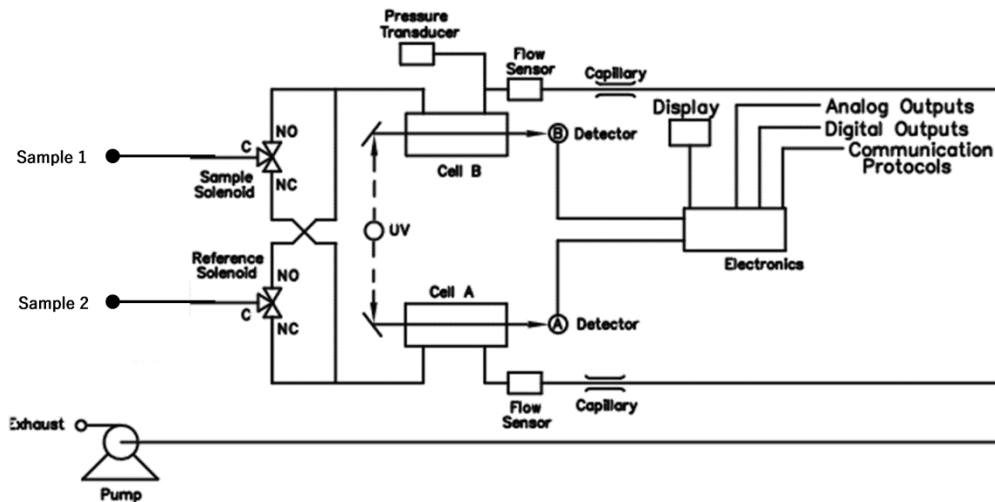 Pressure
Transducer
Flow
Sensor
Capillary
Display
Analog Outputs
Digital Outputs
Communication
Protocols
NO
C
Sample 1
Sample
Solenoid
NC
B
Detector
Cell B
UV
Electronics
Reference
Solenoid
NO
Sample 2
C
NC
Cell A
A
Detector
Flow
Sensor
Capillary
Exhaust
Pump